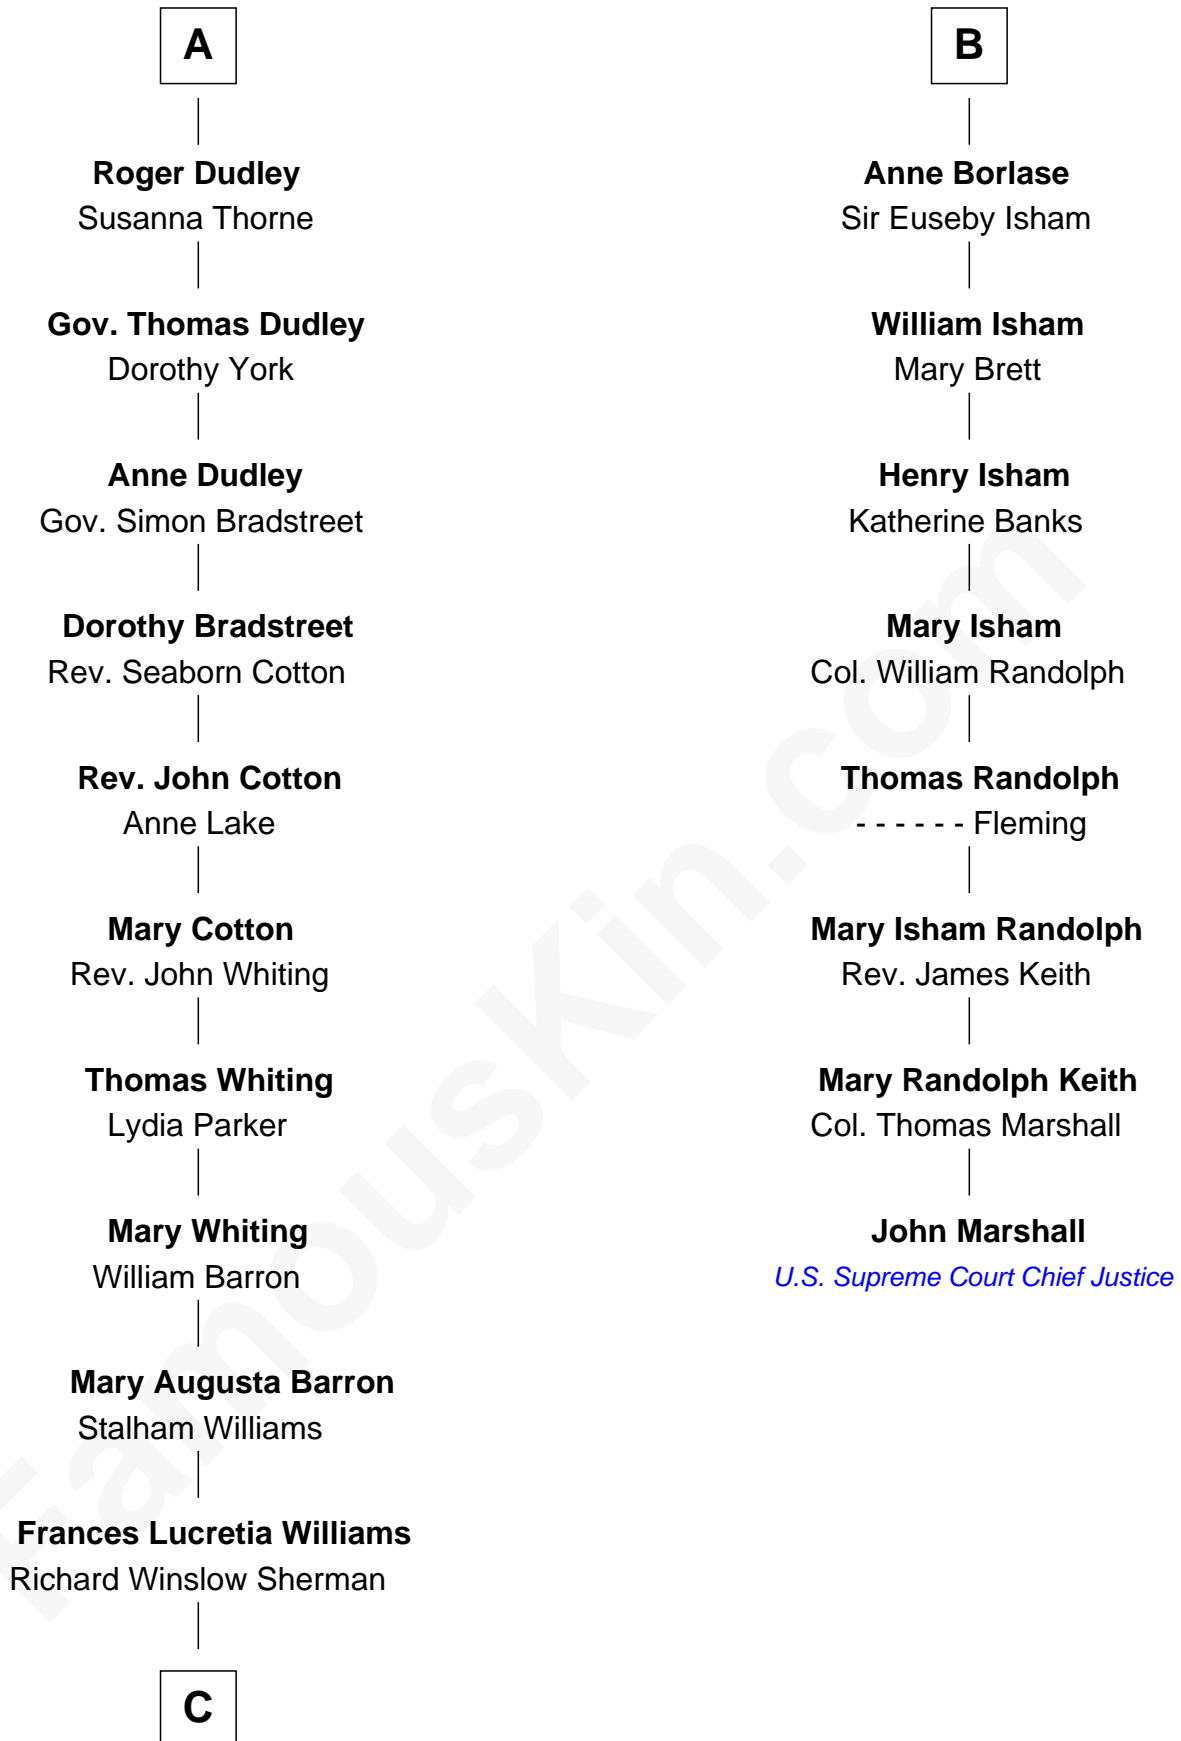 A
Roger Dudley
Susanna Thorne
Gov. Thomas Dudley
Dorothy York
Anne Dudley
Gov. Simon Bradstreet
Dorothy Bradstreet
Rev. Seaborn Cotton
Rev. John Cotton
Anne Lake
Mary Cotton
Rev. John Whiting
Thomas Whiting
Lydia Parker
Mary Whiting
William Barron
Mary Augusta Barron
Stalham Williams
Frances Lucretia Williams
Richard Winslow Sherman
C
B
Anne Borlase
Sir Euseby Isham
William Isham
Mary Brett
Henry Isham
Katherine Banks
Mary Isham
Col. William Randolph
Thomas Randolph
- - - - - - Fleming
Mary Isham Randolph
Rev. James Keith
Mary Randolph Keith
Col. Thomas Marshall
John Marshall
U.S. Supreme Court Chief Justice
FamousKin.com